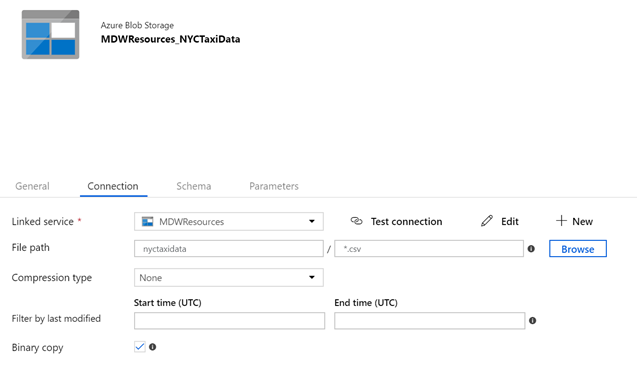 Azure Blob Storage
MDWResources_NYCTaxiData
General Connection Schema Parameters
Linked service * MDWResources Test connection Edit New
File path nyctaxidata / *.csv Browse
Compression type None
Start time (UTC) End time (UTC)
Filter by last modified
Binary copy